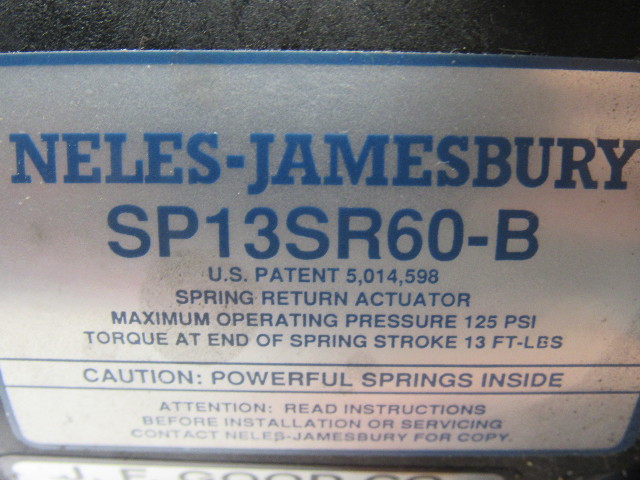 NELES-JAMESBURY
SP13SR60-B
U.S. PATENT 5,014,598
SPRING RETURN ACTUATOR
MAXIMUM OPERATING PRESSURE 125 PSI
TORQUE AT END OF SPRING STROKE 13 FT-LBS
CAUTION: POWERFUL SPRINGS INSIDE
ATTENTION: READ INSTRUCTIONS
BEFORE INSTALLATION OR SERVICING
CONTACT NELES-JAMESBURY FOR COPY.
J. F. GOOD CO.